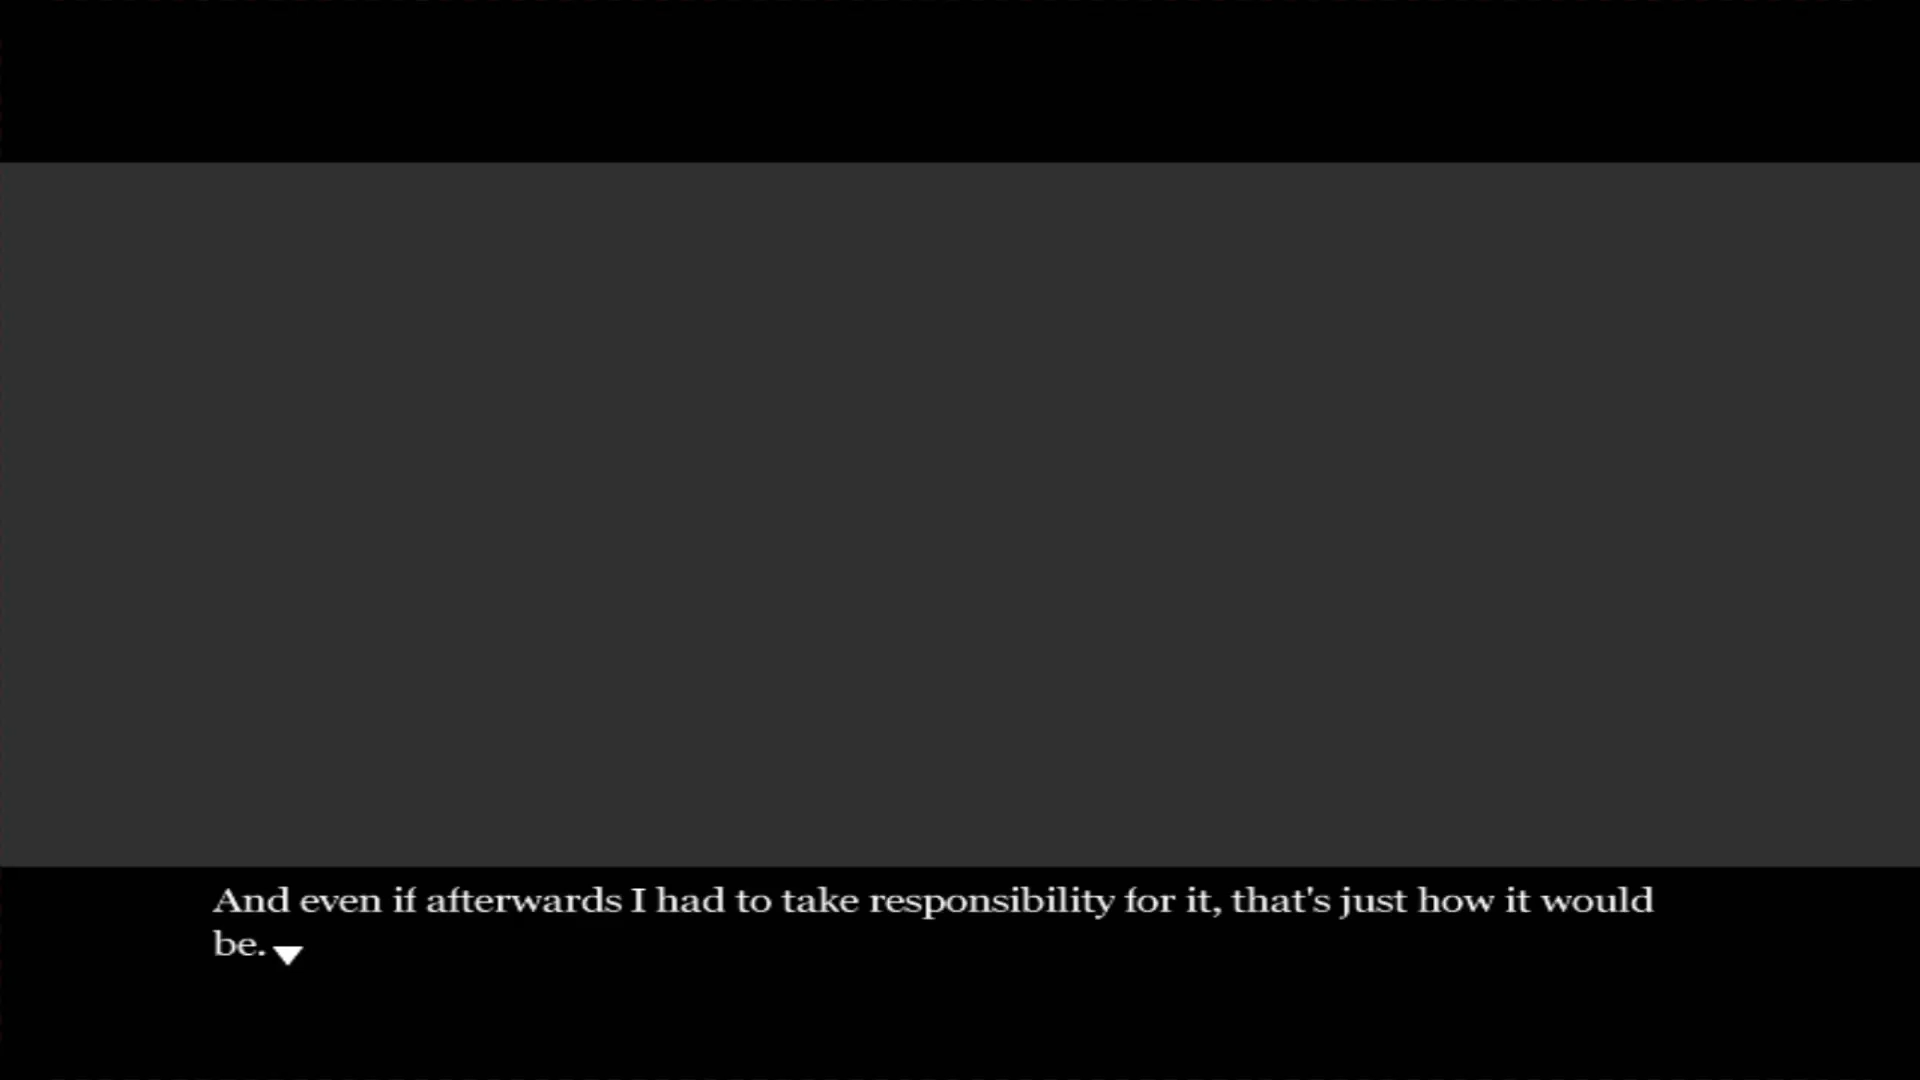 And even if afterwards I had to take responsibility for it, that's just how it would
be.